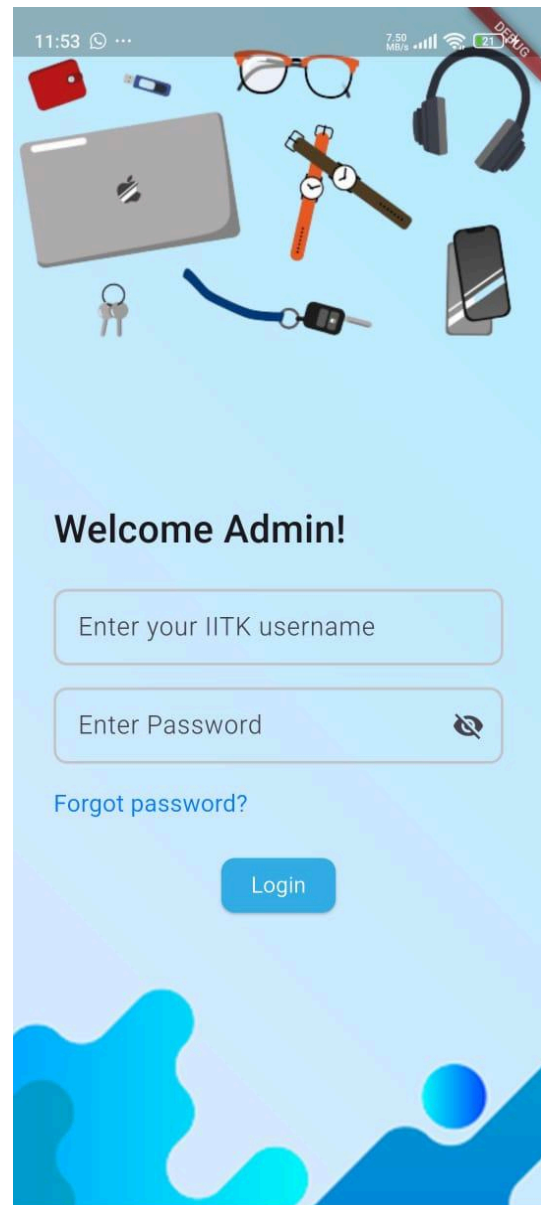 11:53 ...
7.50
MB/s
21
DEBUG
Welcome Admin!
Enter your IITK username
Enter Password
Forgot password?
Login